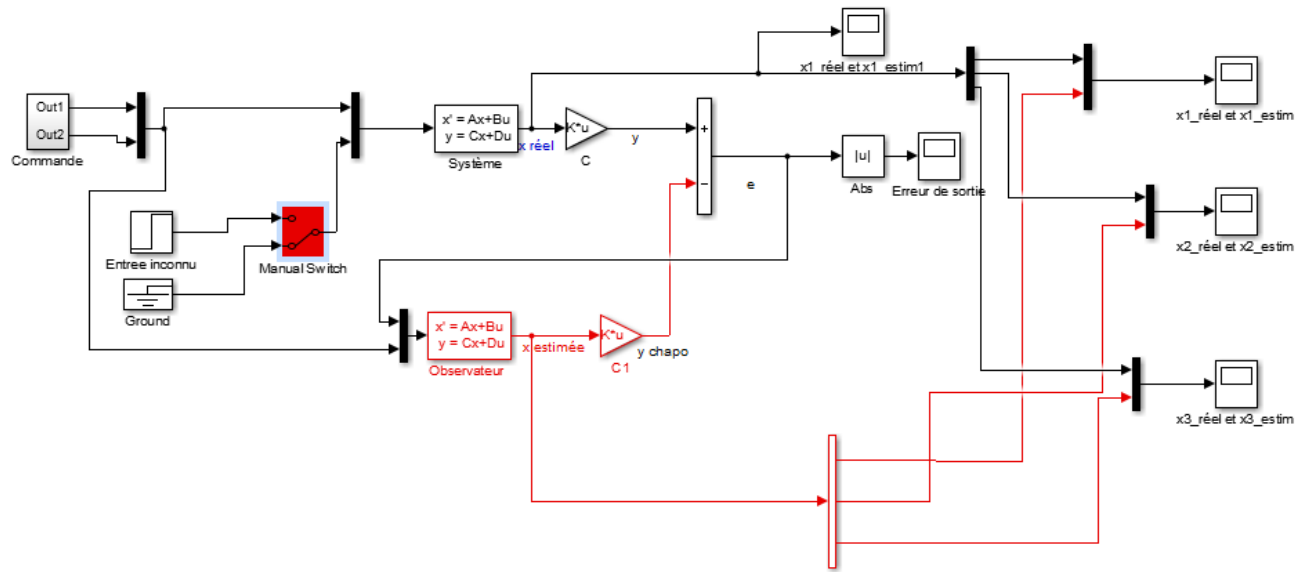 x1_réel et x1_estim1
Out1
Out2
Commande
x' = Ax+Bu
y = Cx+Du
Système
x réel
K*u
C
y
+
−
e
|u|
Abs
Erreur de sortie
x1_réel et x1_estim
Entree inconnu
Manual Switch
Ground
x2_réel et x2_estim
x' = Ax+Bu
y = Cx+Du
Observateur
x estimée
K*u
C1
y chapo
x3_réel et x3_estim